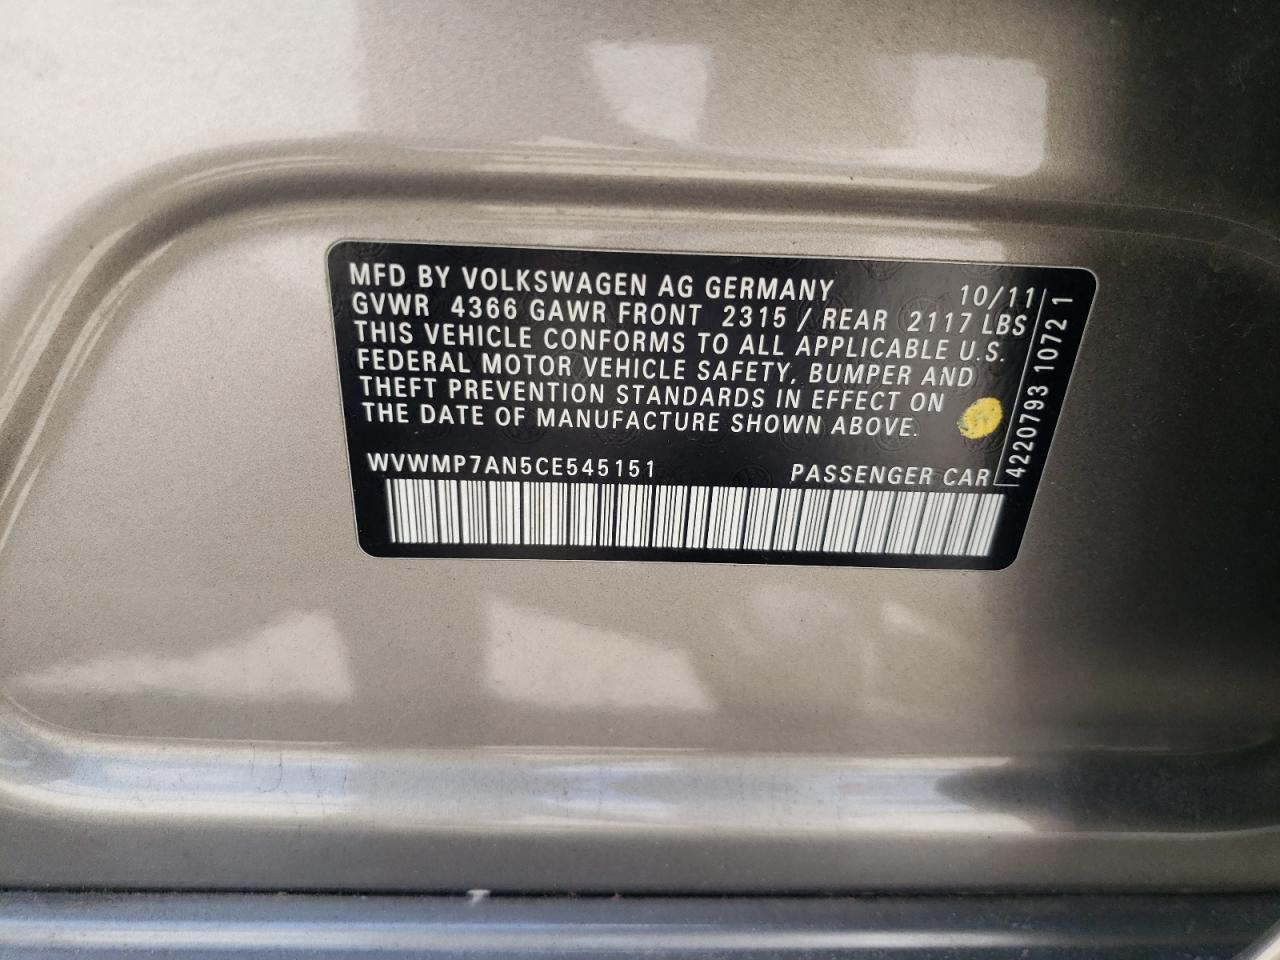 MFD BY VOLKSWAGEN AG GERMANY 10/11
GVWR 4366 GAWR FRONT 2315 / REAR 2117 LBS
THIS VEHICLE CONFORMS TO ALL APPLICABLE U.S.
FEDERAL MOTOR VEHICLE SAFETY, BUMPER AND
THEFT PREVENTION STANDARDS IN EFFECT ON
THE DATE OF MANUFACTURE SHOWN ABOVE.
WVWMP7AN5CE545151 PASSENGER CAR
4220793 1072 1